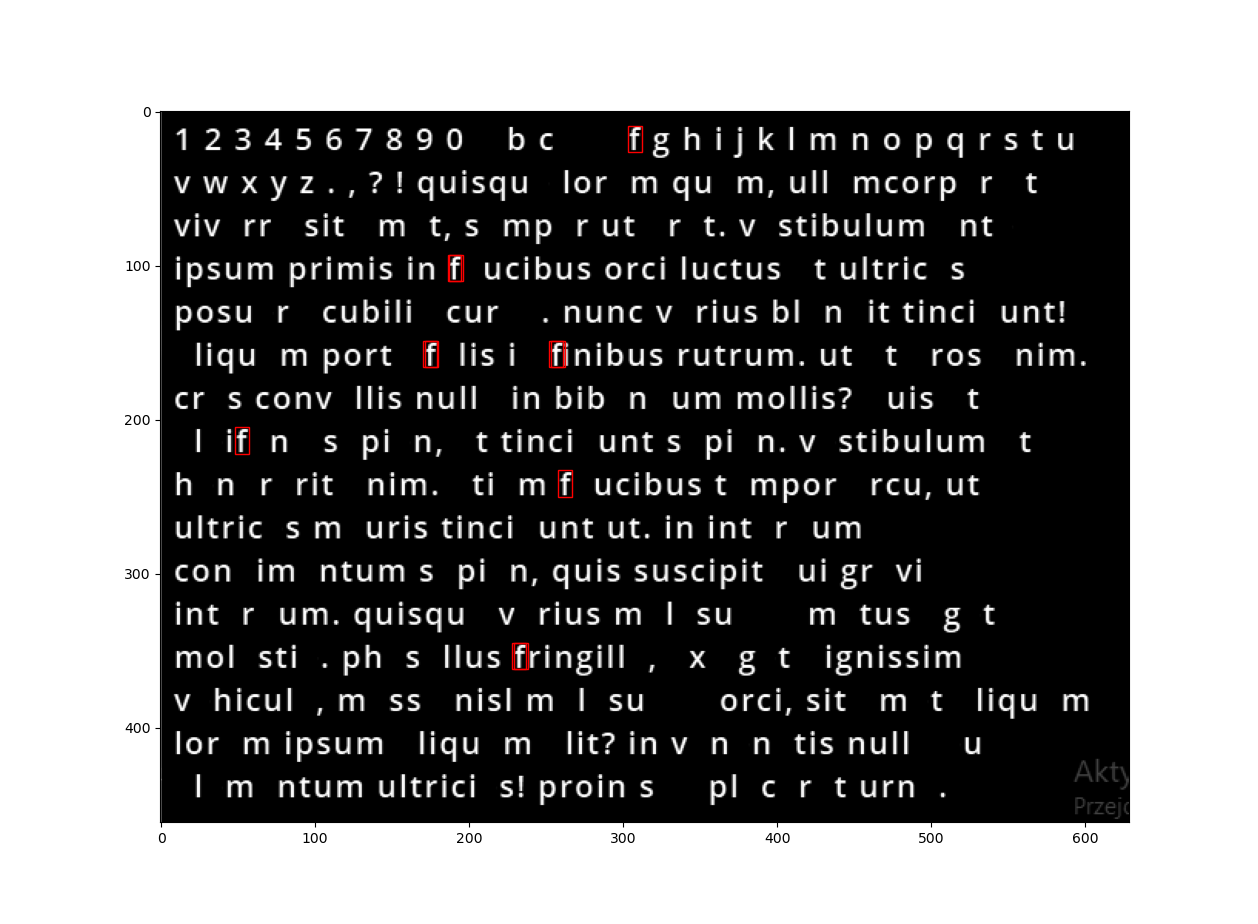 0
1 2 3 4 5 6 7 8 9 0 b c f g h i j k l m n o p q r s t u
v w x y z . , ? ! quisqu lor m qu m, ull mcorp r t
viv rr sit m t, s mp r ut r t. v stibulum nt
100 ipsum primis in f ucibus orci luctus t ultric s
posu r cubili cur . nunc v rius bl n it tinci unt!
liqu m port f lis i finibus rutrum. ut t ros nim.
cr s conv llis null in bib n um mollis? uis t
200 l if n s pi n, t tinci unt s pi n. v stibulum t
h n r rit nim. ti m f ucibus t mpor rcu, ut
ultric s m uris tinci unt ut. in int r um
300 con im ntum s pi n, quis suscipit ui gr vi
int r um. quisqu v rius m l su m tus g t
mol sti . ph s llus fringill , x g t ignissim
v hicul , m ss nisl m l su orci, sit m t liqu m
400 lor m ipsum liqu m lit? in v n n tis null u
l m ntum ultrici s! proin s pl c r t urn .
Akty
Przejc
0 100 200 300 400 500 600